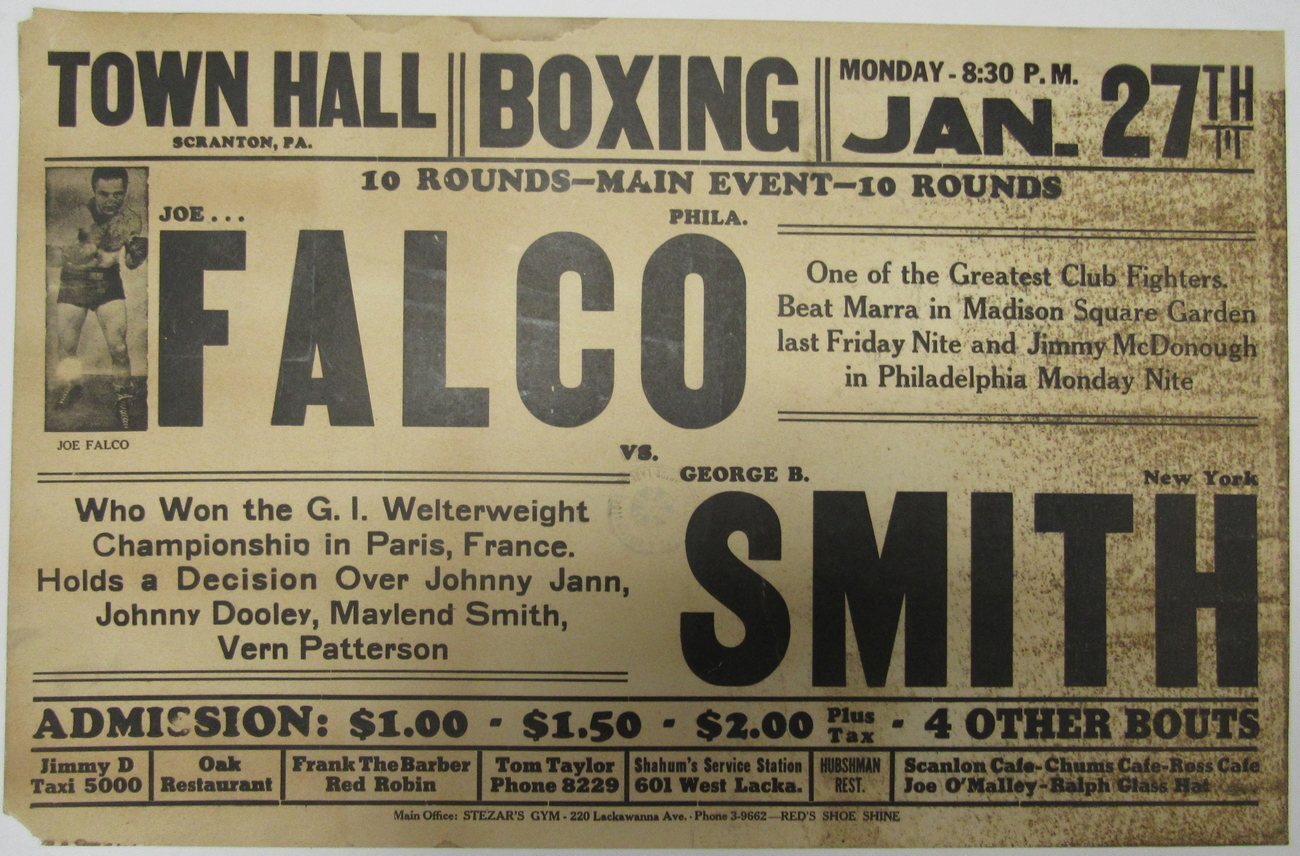 TOWN HALL
SCRANTON, PA.
BOXING
MONDAY - 8:30 P. M.
JAN. 27TH
10 ROUNDS—MAIN EVENT—10 ROUNDS
JOE . . . PHILA.
FALCO
JOE FALCO
One of the Greatest Club Fighters.
Beat Marra in Madison Square Garden
last Friday Nite and Jimmy McDonough
in Philadelphia Monday Nite
VS.
GEORGE B. New York
SMITH
Who Won the G. I. Welterweight
Championship in Paris, France.
Holds a Decision Over Johnny Jann,
Johnny Dooley, Maylend Smith,
Vern Patterson
ADMISSION: $1.00 - $1.50 - $2.00 Plus Tax - 4 OTHER BOUTS
Jimmy D
Taxi 5000
Oak
Restaurant
Frank The Barber
Red Robin
Tom Taylor
Phone 8229
Shahum's Service Station
601 West Lacka.
HUBSHMAN
REST.
Scanlon Cafe-Chums Cafe-Ross Cafe
Joe O'Malley-Ralph Glass Hat
Main Office: STEZAR'S GYM - 220 Lackawanna Ave. - Phone 3-9662—RED'S SHOE SHINE